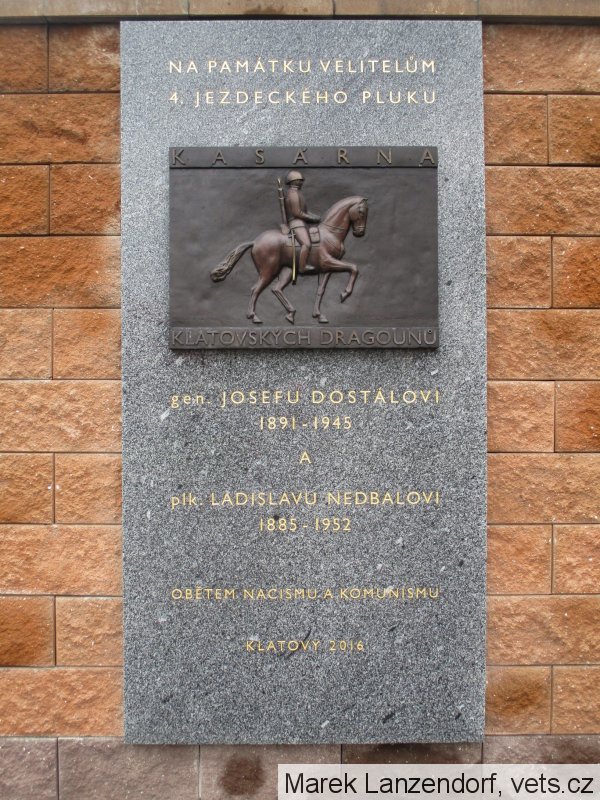 NA PAMÁTKU VELITELŮM
4. JEZDECKÉHO PLUKU
KASÁRNA
KLATOVSKÝCH DRAGOUNŮ
gen. JOSEFU DOSTÁLOVI
1891-1945
A
plk. LADISLAVU NEDBALOVI
1885-1952
OBĚTEM NACISMU A KOMUNISMU
KLATOVY 2016
Marek Lanzendorf, vets.cz